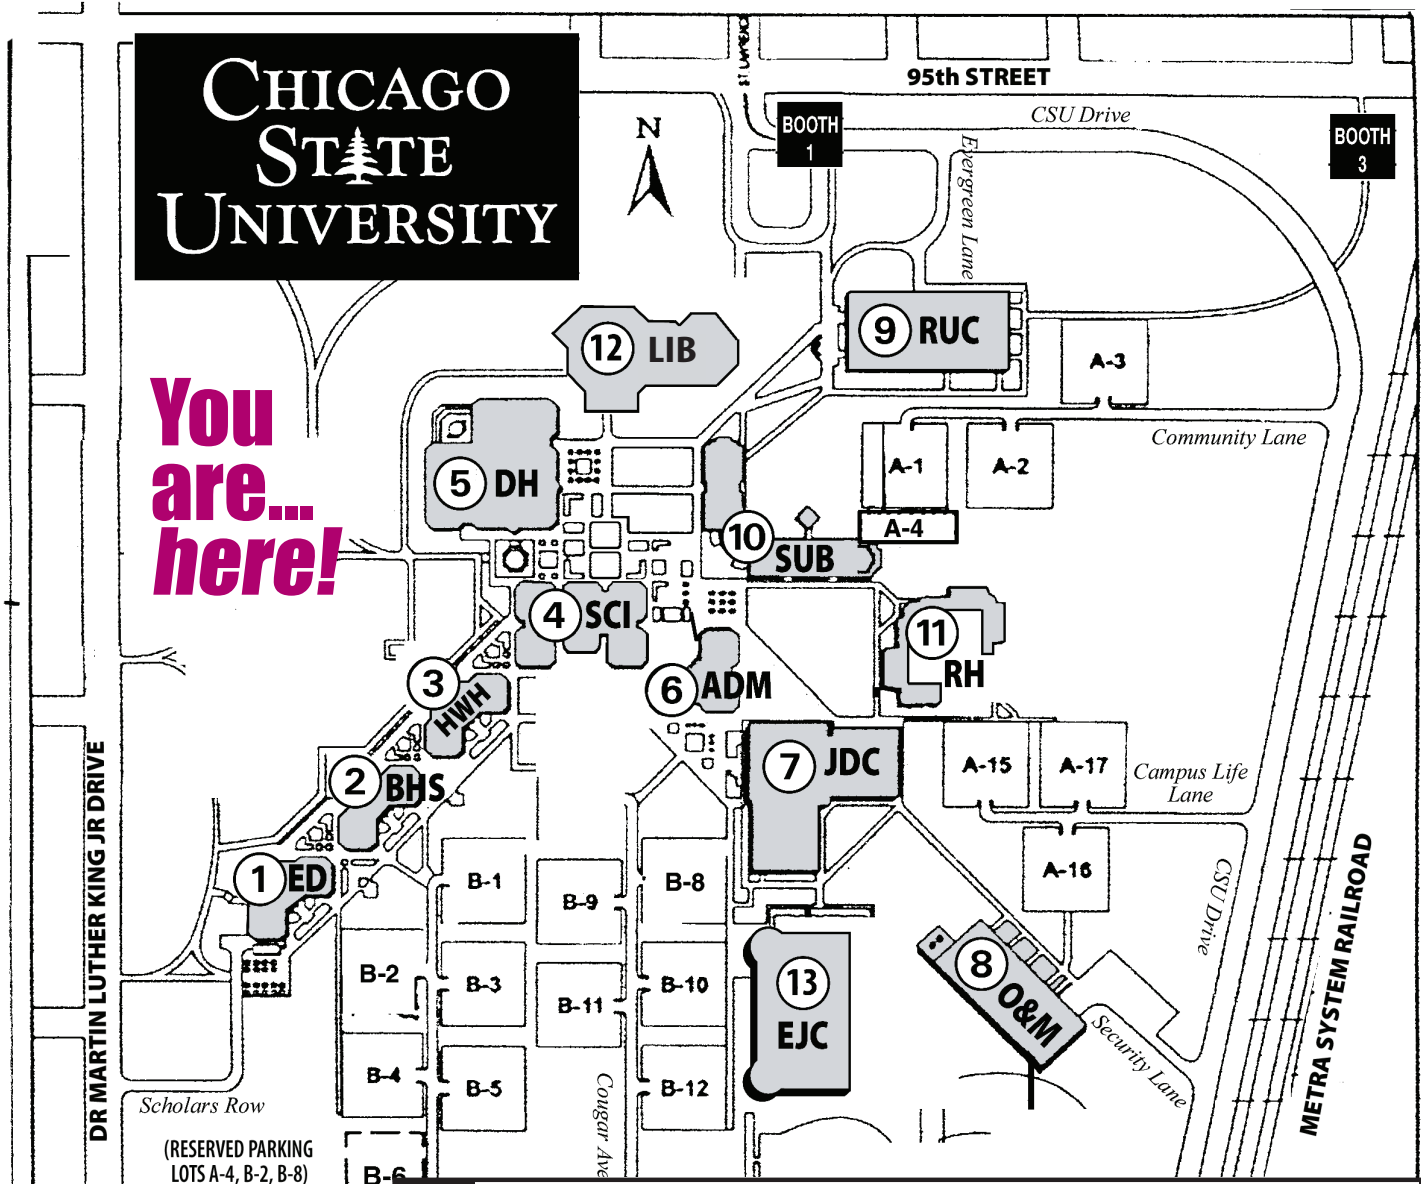 CHICAGO
STATE
UNIVERSITY
ST. LAWRENCE
95th STREET
CSU Drive
BOOTH
1
BOOTH
3
N
Evergreen Lane
You
are...
here!
12 LIB
9 RUC
A-3
Community Lane
5 DH
A-1
A-2
A-4
10
SUB
4 SCI
11
RH
3
HWH
6 ADM
7 JDC
A-15
A-17
Campus Life
Lane
2
BHS
A-16
1 ED
B-1
B-9
B-8
CSU Drive
B-2
B-3
B-11
B-10
13
EJC
8
O&M
Security Lane
B-4
B-5
B-12
Cougar Ave
Scholars Row
DR MARTIN LUTHER KING JR DRIVE
METRA SYSTEM RAILROAD
(RESERVED PARKING
LOTS A-4, B-2, B-8)
B-6